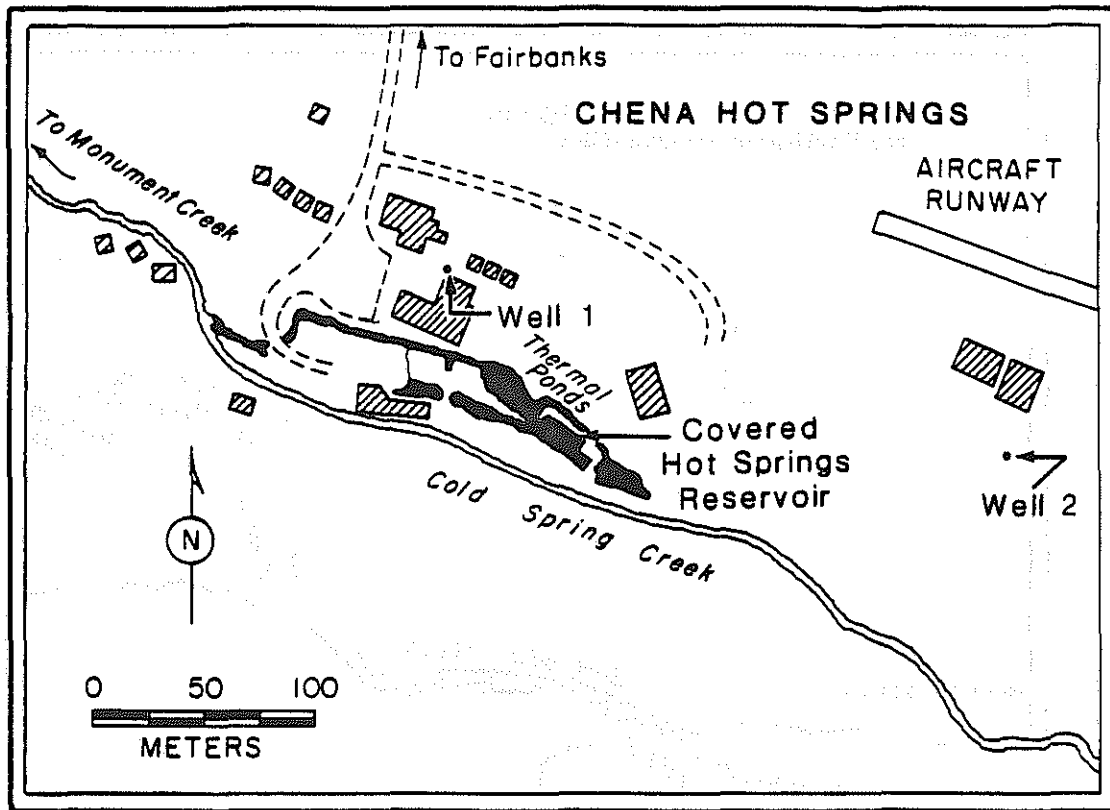 To Fairbanks
CHENA HOT SPRINGS
To Monument Creek
AIRCRAFT
RUNWAY
Well 1
Thermal
Ponds
Covered
Hot Springs
Reservoir
Well 2
Cold Spring Creek
N
0 50 100
METERS